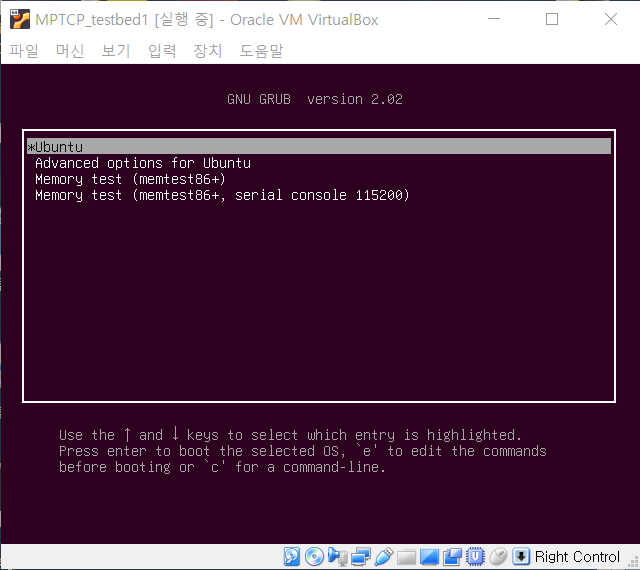 MPTCP_testbed1 [실행 중] - Oracle VM VirtualBox
파일 머신 보기 입력 장치 도움말
GNU GRUB version 2.02
*Ubuntu
Advanced options for Ubuntu
Memory test (memtest86+)
Memory test (memtest86+, serial console 115200)
Use the ↑ and ↓ keys to select which entry is highlighted.
Press enter to boot the selected OS, `e' to edit the commands
before booting or `c' for a command-line.
Right Control